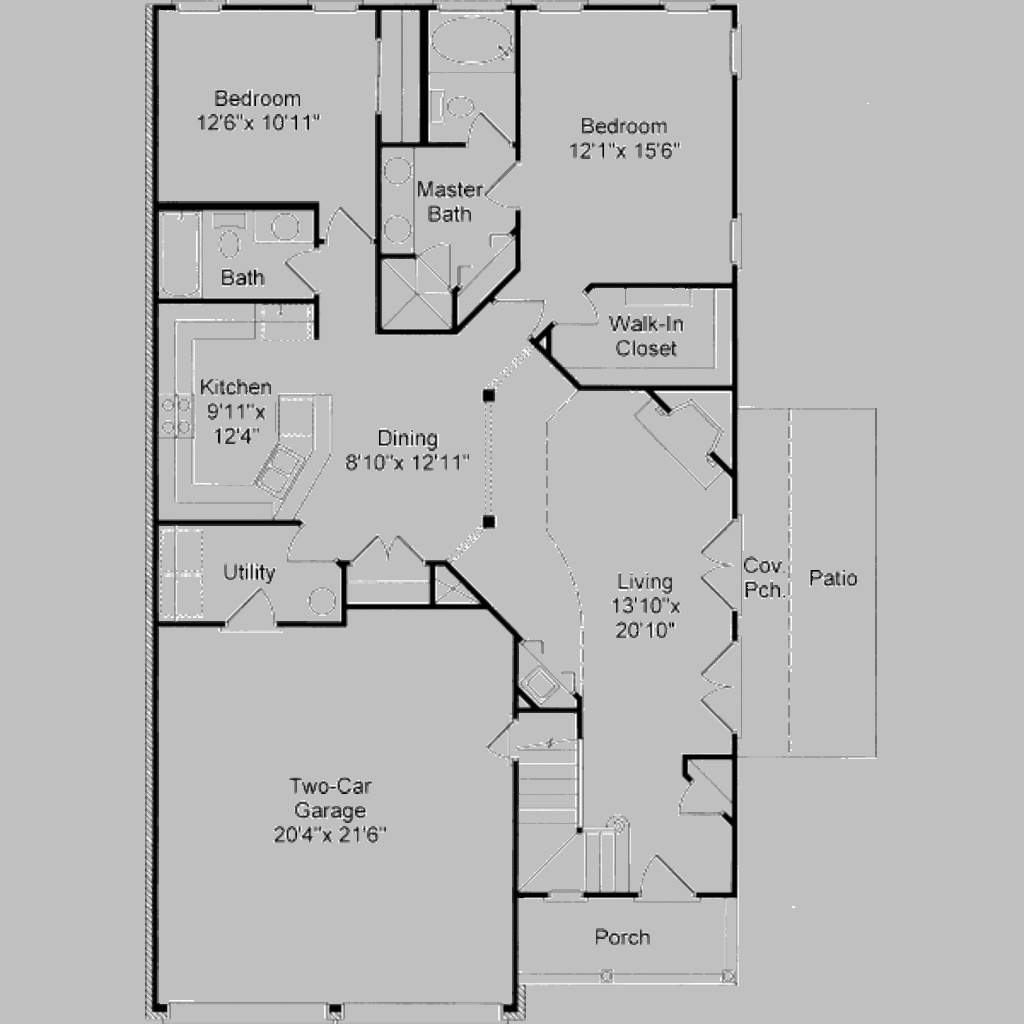 Bedroom
12'6"x 10'11"
Bedroom
12'1"x 15'6"
Master
Bath
Bath
Walk-In
Closet
Kitchen
9'11"x
12'4"
Dining
8'10"x 12'11"
Utility
Living
13'10"x
20'10"
Cov.
Pch.
Patio
Two-Car
Garage
20'4"x 21'6"
Porch